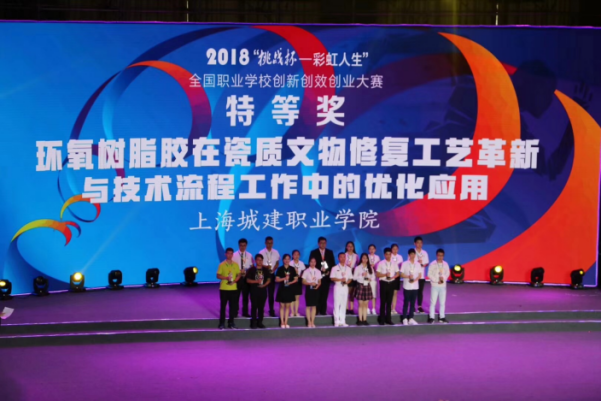 2018“挑战杯—彩虹人生”
全国职业学校创新创效创业大赛
特等奖
环氧树脂胶在瓷质文物修复工艺革新
与技术流程工作中的优化应用
上海城建职业学院